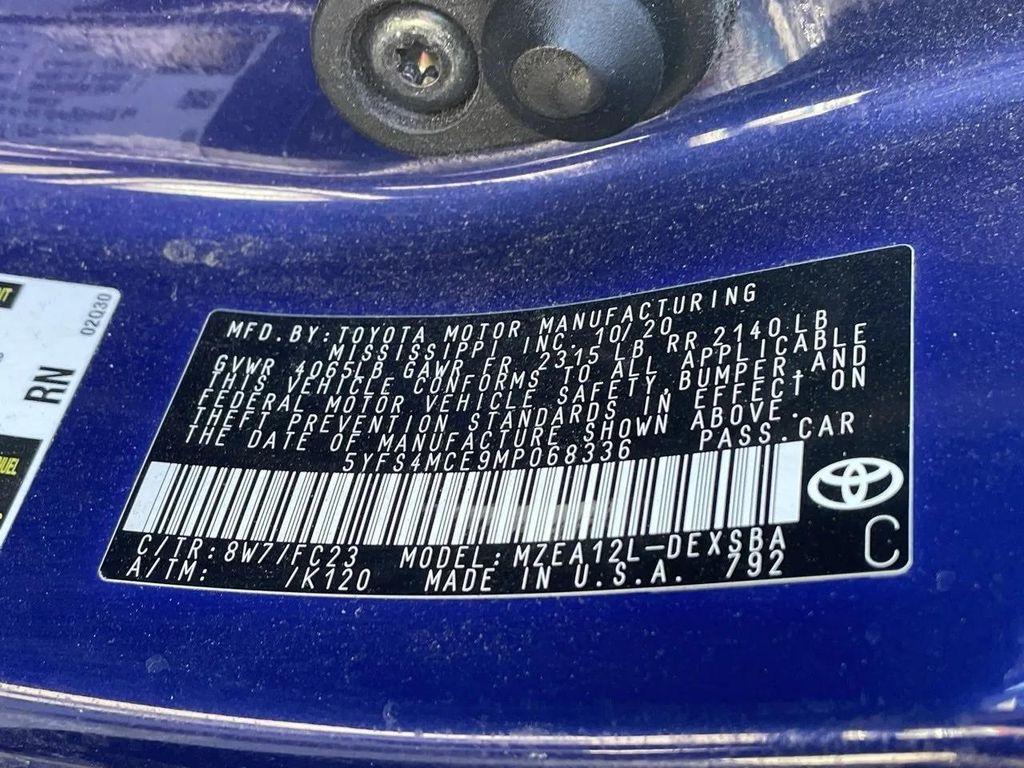 MFD.BY:TOYOTA MOTOR MANUFACTURING
MISSISSIPPI INC. 10/20
GVWR 4065LB GAWR FR 2315LB RR 2140LB
THIS VEHICLE CONFORMS TO ALL APPLICABLE
FEDERAL MOTOR VEHICLE SAFETY,BUMPER,AND
THEFT PREVENTION STANDARDS IN EFFECT ON
THE DATE OF MANUFACTURE SHOWN ABOVE.
5YFS4MCE9MP068336 PASS.CAR
C/TR:8W7/FC23 MODEL:MZEA12L-DEXSBA
A/TM: /K120 MADE IN U.S.A. 792
C
02Q30
RN